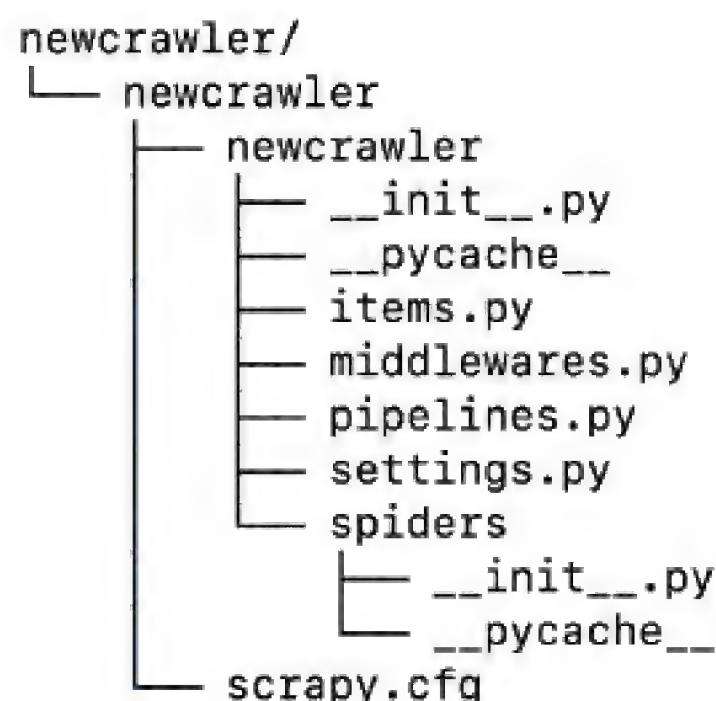 newcrawler/
└── newcrawler
    ├── newcrawler
    │   ├── __init__.py
    │   ├── __pycache__
    │   ├── items.py
    │   ├── middlewares.py
    │   ├── pipelines.py
    │   ├── settings.py
    │   └── spiders
    │       ├── __init__.py
    │       └── __pycache__
    └── scrapy.cfg